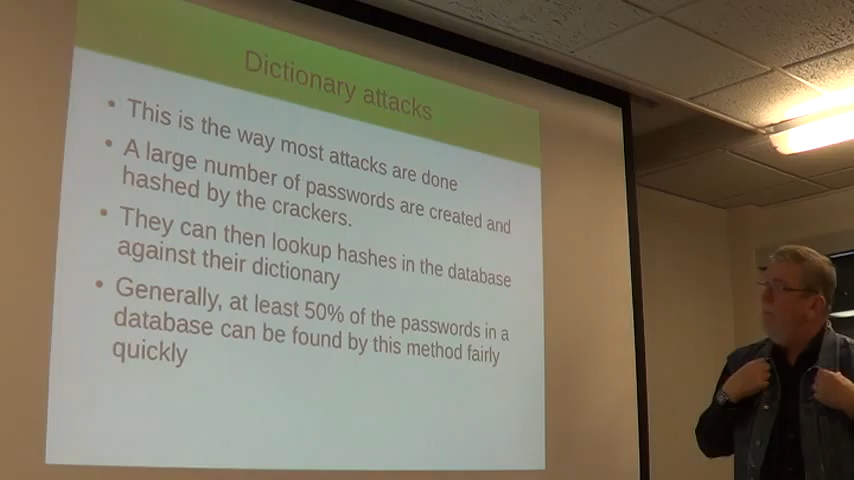 Dictionary attacks
• This is the way most attacks are done
• A large number of passwords are created and
hashed by the crackers.
• They can then lookup hashes in the database
against their dictionary
• Generally, at least 50% of the passwords in a
database can be found by this method fairly
quickly